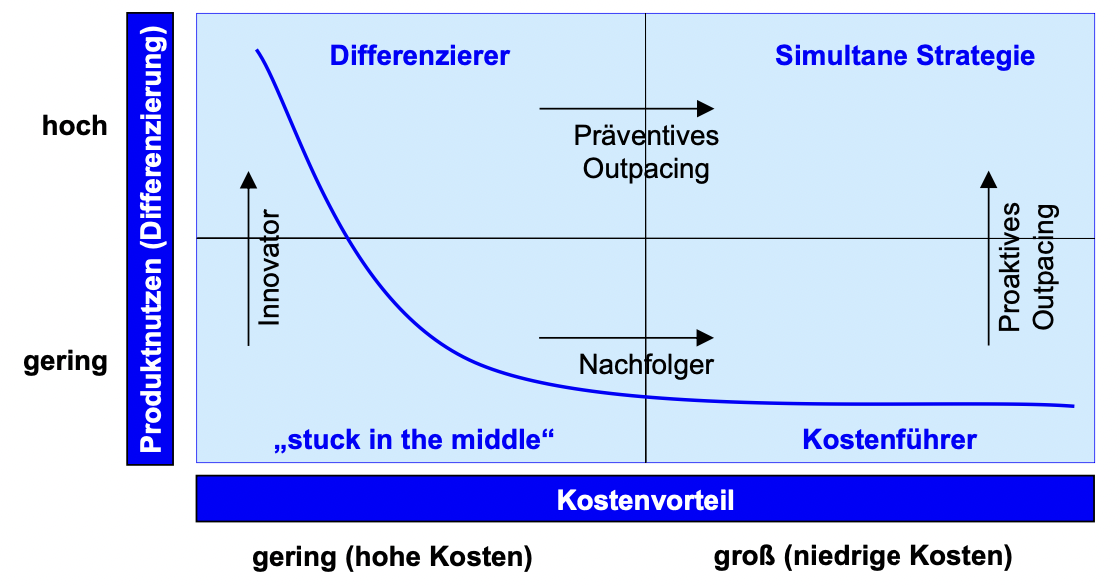 Produktnutzen (Differenzierung)
hoch
gering
Differenzierer
Simultane Strategie
Präventives
Outpacing
Innovator
Proaktives
Outpacing
Nachfolger
„stuck in the middle“
Kostenführer
Kostenvorteil
gering (hohe Kosten)
groß (niedrige Kosten)